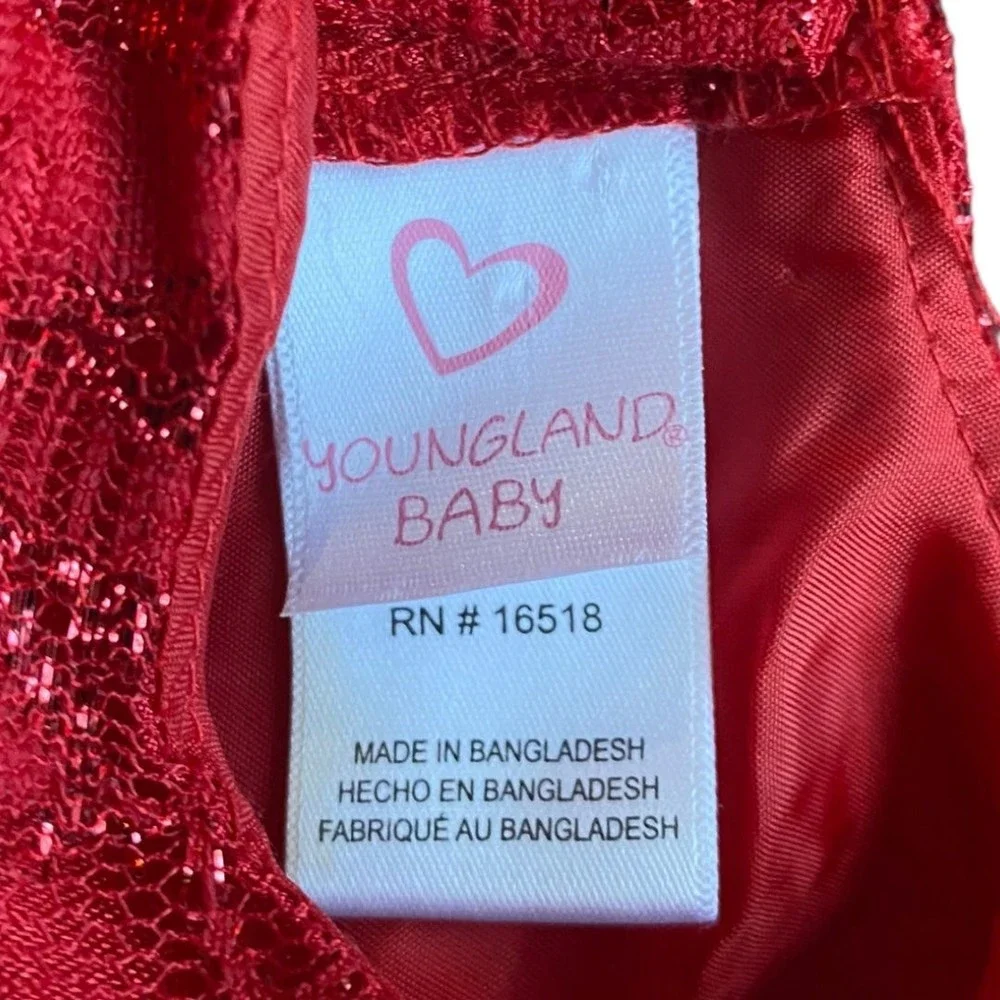 YOUNGLAND®
BABY
RN # 16518
MADE IN BANGLADESH
HECHO EN BANGLADESH
FABRIQUÉ AU BANGLADESH